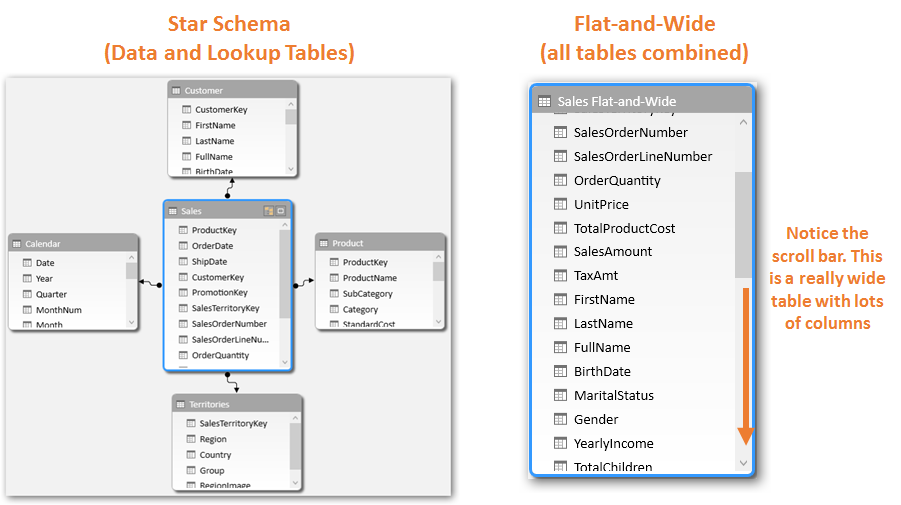 Star Schema
(Data and Lookup Tables)
Flat-and-Wide
(all tables combined)
Customer
CustomerKey
FirstName
LastName
FullName
BirthDate
Sales
ProductKey
OrderDate
ShipDate
CustomerKey
PromotionKey
SalesTerritoryKey
SalesOrderNumber
SalesOrderLineNu...
OrderQuantity
Calendar
Date
Year
Quarter
MonthNum
Month
Product
ProductKey
ProductName
SubCategory
Category
StandardCost
Territories
SalesTerritoryKey
Region
Country
Group
RegionImage
Sales Flat-and-Wide
SalesOrderNumber
SalesOrderLineNumber
OrderQuantity
UnitPrice
TotalProductCost
SalesAmount
TaxAmt
FirstName
LastName
FullName
BirthDate
MaritalStatus
Gender
YearlyIncome
TotalChildren
Notice the
scroll bar. This
is a really wide
table with lots
of columns